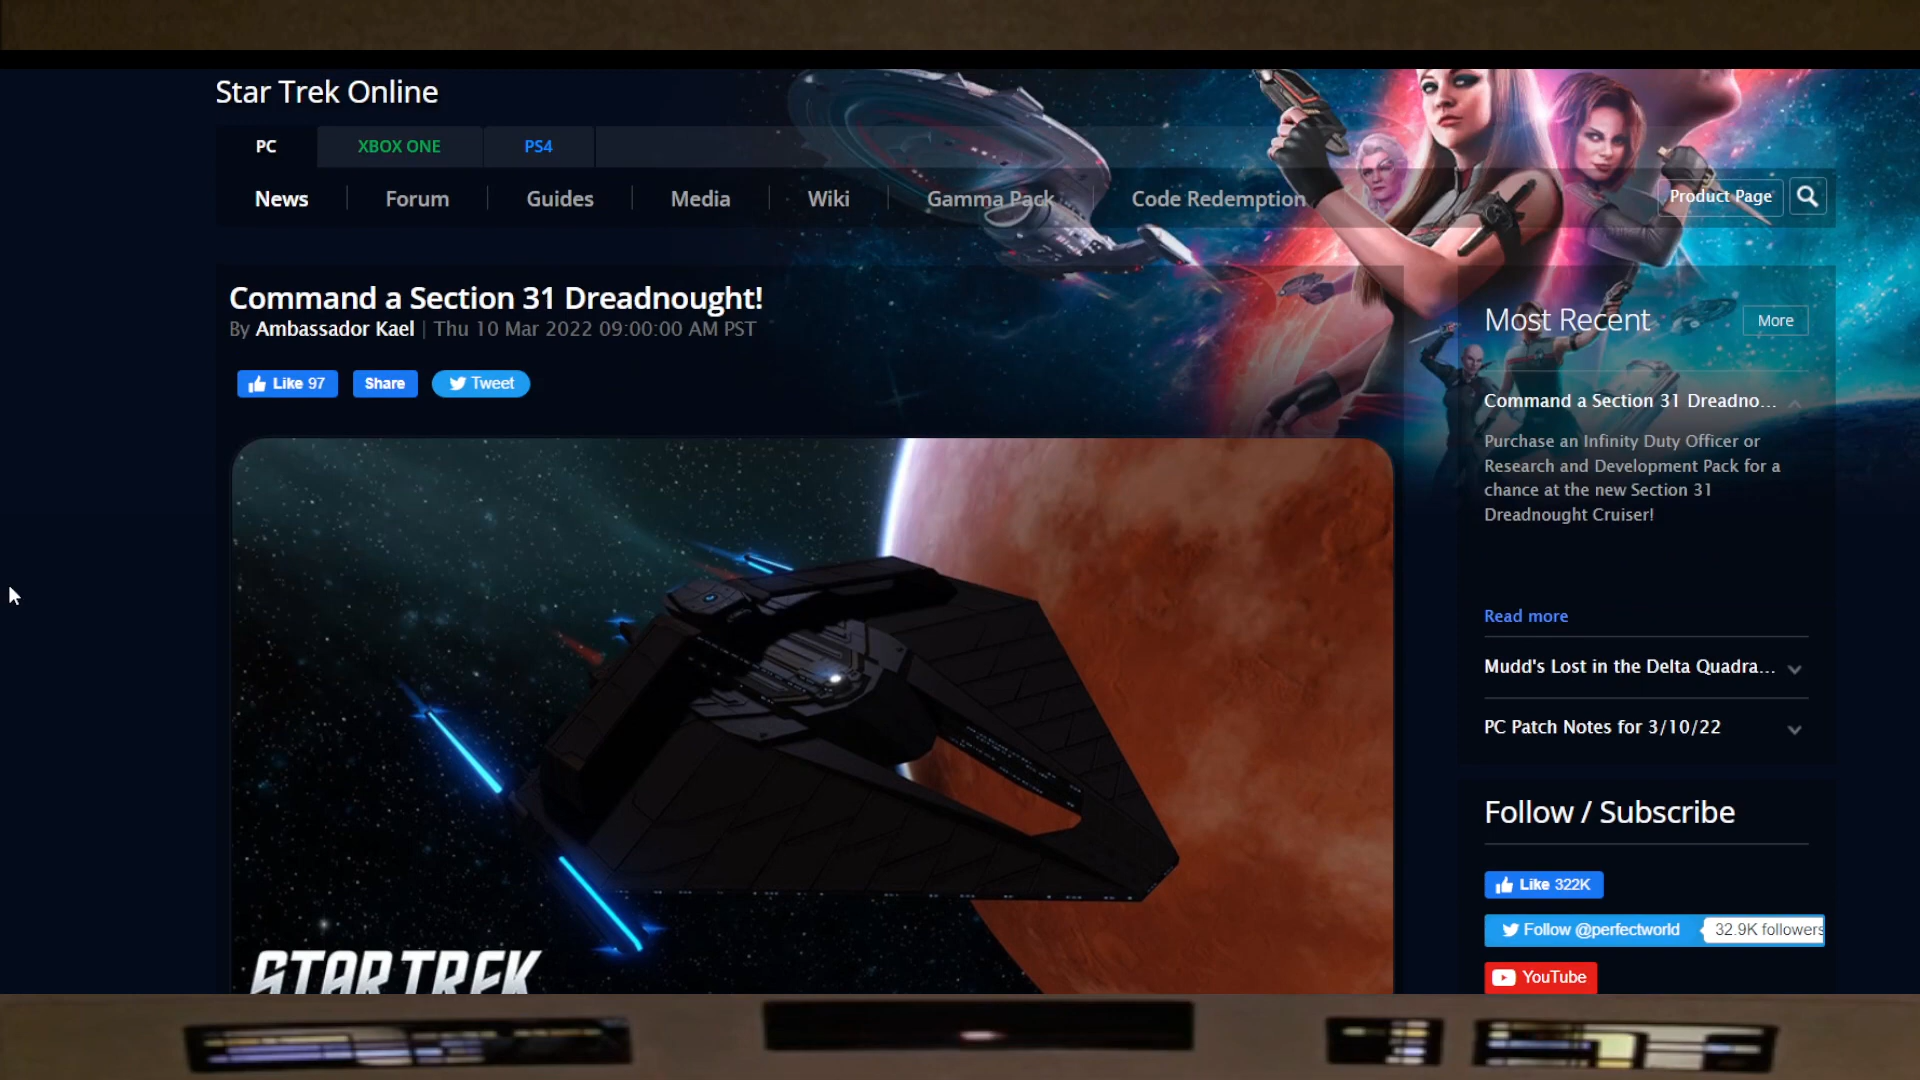 Star Trek Online
PC
XBOX ONE
PS4
News
Forum
Guides
Media
Wiki
Gamma Pack
Code Redemption
Product Page
Command a Section 31 Dreadnought!
By Ambassador Kael | Thu 10 Mar 2022 09:00:00 AM PST
Like 97
Share
Tweet
STAR TREK
Most Recent
More
Command a Section 31 Dreadno...
Purchase an Infinity Duty Officer or
Research and Development Pack for a
chance at the new Section 31
Dreadnought Cruiser!
Read more
Mudd's Lost in the Delta Quadra...
PC Patch Notes for 3/10/22
Follow / Subscribe
Like 322K
Follow @perfectworld
32.9K followers
YouTube